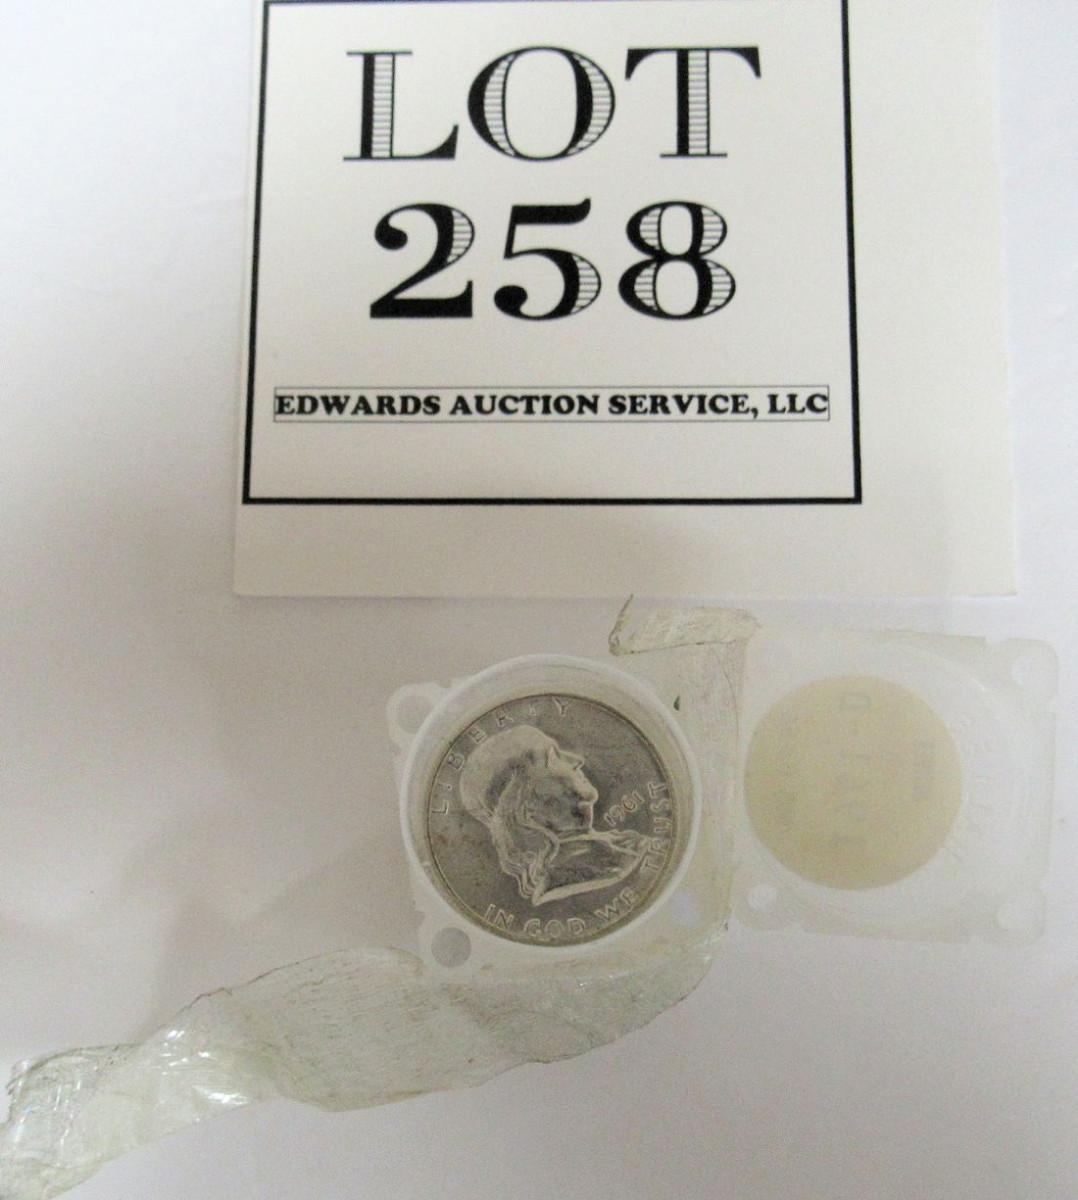 LOT
258
EDWARDS AUCTION SERVICE, LLC
LIBERTY
1961
IN GOD WE TRUST